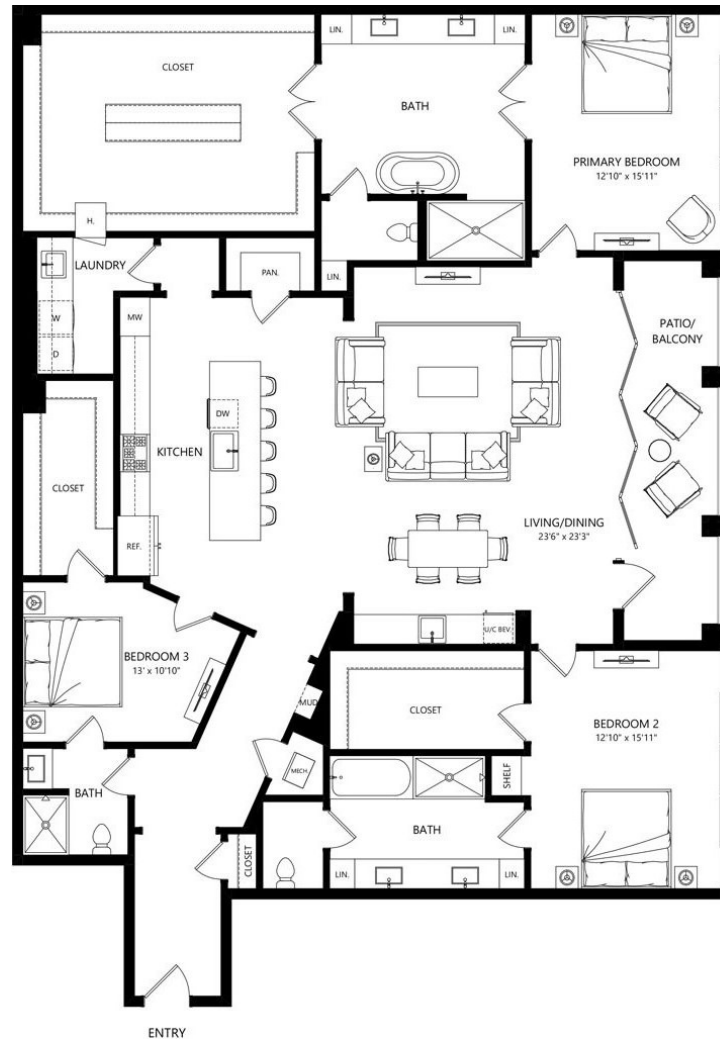 LIN.
LIN.
CLOSET
BATH
PRIMARY BEDROOM
12'10" x 15'11"
H.
LAUNDRY
PAN.
LIN.
W
D
MW
PATIO/
BALCONY
DW
KITCHEN
CLOSET
LIVING/DINING
23'6" x 23'3"
REF.
U/C BEV.
BEDROOM 3
13' x 10'10"
MUD
CLOSET
BEDROOM 2
12'10" x 15'11"
MECH.
SHELF
BATH
BATH
CLOSET
LIN.
LIN.
ENTRY